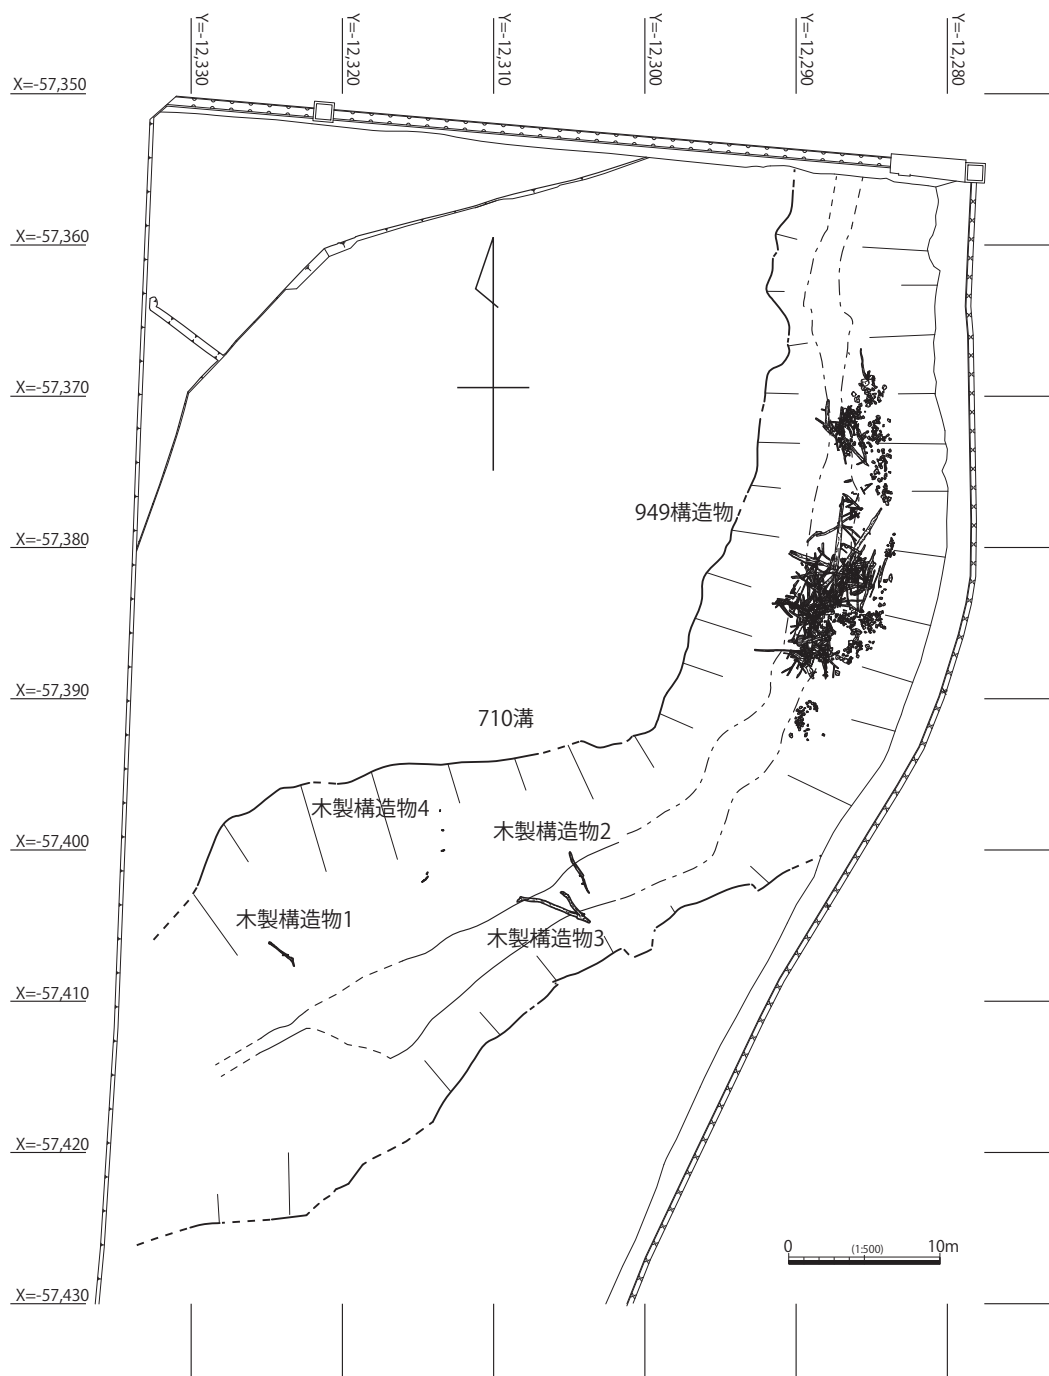 Y=-12,330
Y=-12,320
Y=-12,310
Y=-12,300
Y=-12,290
Y=-12,280
X=-57,350
X=-57,360
X=-57,370
X=-57,380
X=-57,390
X=-57,400
X=-57,410
X=-57,420
X=-57,430
949構造物
710溝
木製構造物4
木製構造物2
木製構造物1
木製構造物3
0 (1:500) 10m